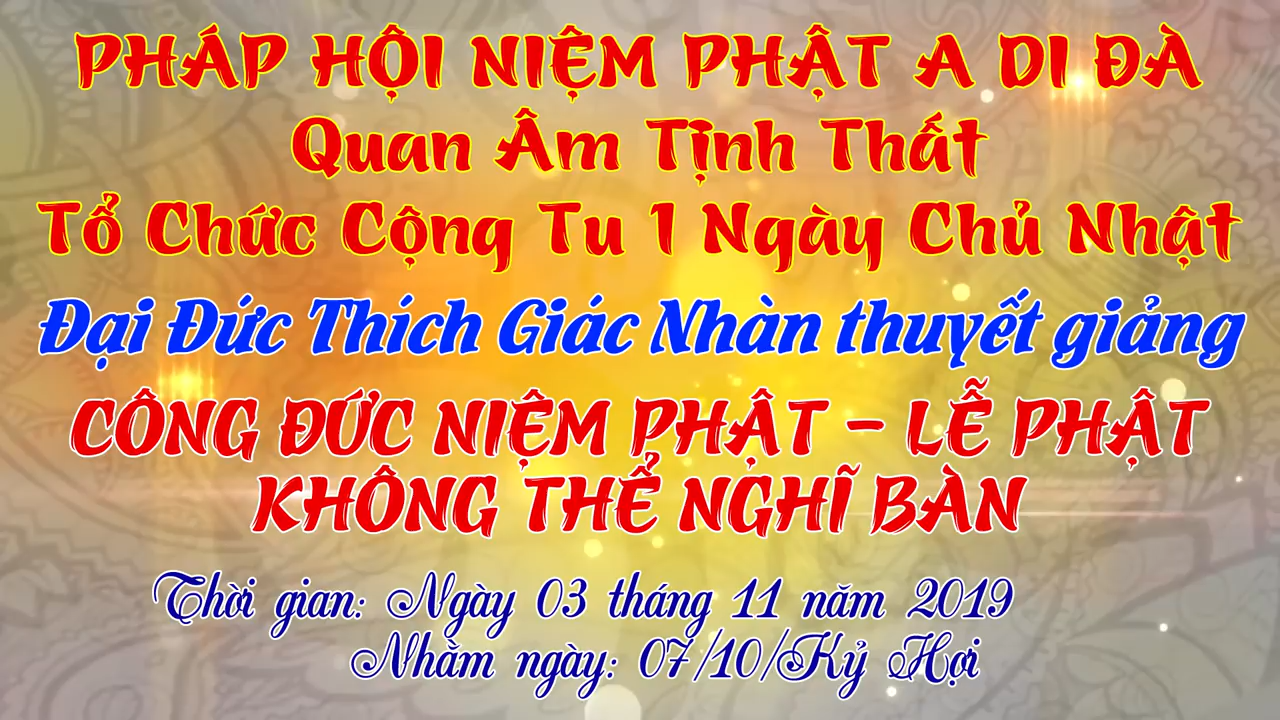 PHÁP HỘI NIỆM PHẬT A DI ĐÀ
Quan Âm Tịnh Thất
Tổ Chức Cộng Tu 1 Ngày Chủ Nhật
Đại Đức Thích Giác Nhàn thuyết giảng
CÔNG ĐỨC NIỆM PHẬT - LỄ PHẬT
KHÔNG THỂ NGHĨ BÀN
Thời gian: Ngày 03 tháng 11 năm 2019
Nhằm ngày: 07/10/Kỷ Hợi